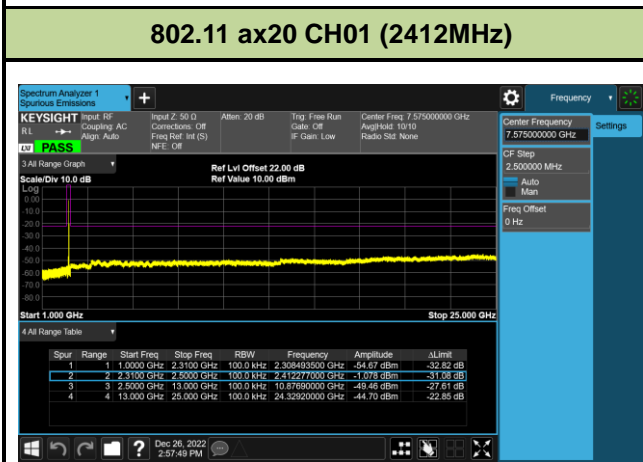 802.11 ax20 CH01 (2412MHz)
Spectrum Analyzer 1
Spurious Emissions
+
Frequency
KEYSIGHT
RL
LW
PASS
Input: RF
Coupling: AC
Align: Auto
Input Z: 50 Ω
Corrections: Off
Freq Ref: Int (S)
NFE: Off
Atten: 20 dB
Trig: Free Run
Gate: Off
IF Gain: Low
Center Freq: 7.575000000 GHz
Avg|Hold: 10/10
Radio Std: None
Center Frequency
7.575000000 GHz
Settings
CF Step
2.500000 MHz
Auto
Man
Freq Offset
0 Hz
3 All Range Graph
Scale/Div 10.0 dB
Ref Lvl Offset 22.00 dB
Ref Value 10.00 dBm
Log
0.00
-10.0
-20.0
-30.0
-40.0
-50.0
-60.0
-70.0
-80.0
Start 1.000 GHz
Stop 25.000 GHz
4 All Range Table
Spur Range Start Freq Stop Freq RBW Frequency Amplitude ΔLimit
1 1 1.0000 GHz 2.3100 GHz 100.0 kHz 2.308493500 GHz -54.67 dBm -32.82 dB
2 2 2.3100 GHz 2.5000 GHz 100.0 kHz 2.412277000 GHz -1.078 dBm -31.08 dB
3 3 2.5000 GHz 13.000 GHz 100.0 kHz 10.87690000 GHz -49.46 dBm -27.61 dB
4 4 13.000 GHz 25.000 GHz 100.0 kHz 24.32920000 GHz -44.70 dBm -22.85 dB
?
Dec 26, 2022
2:57:49 PM